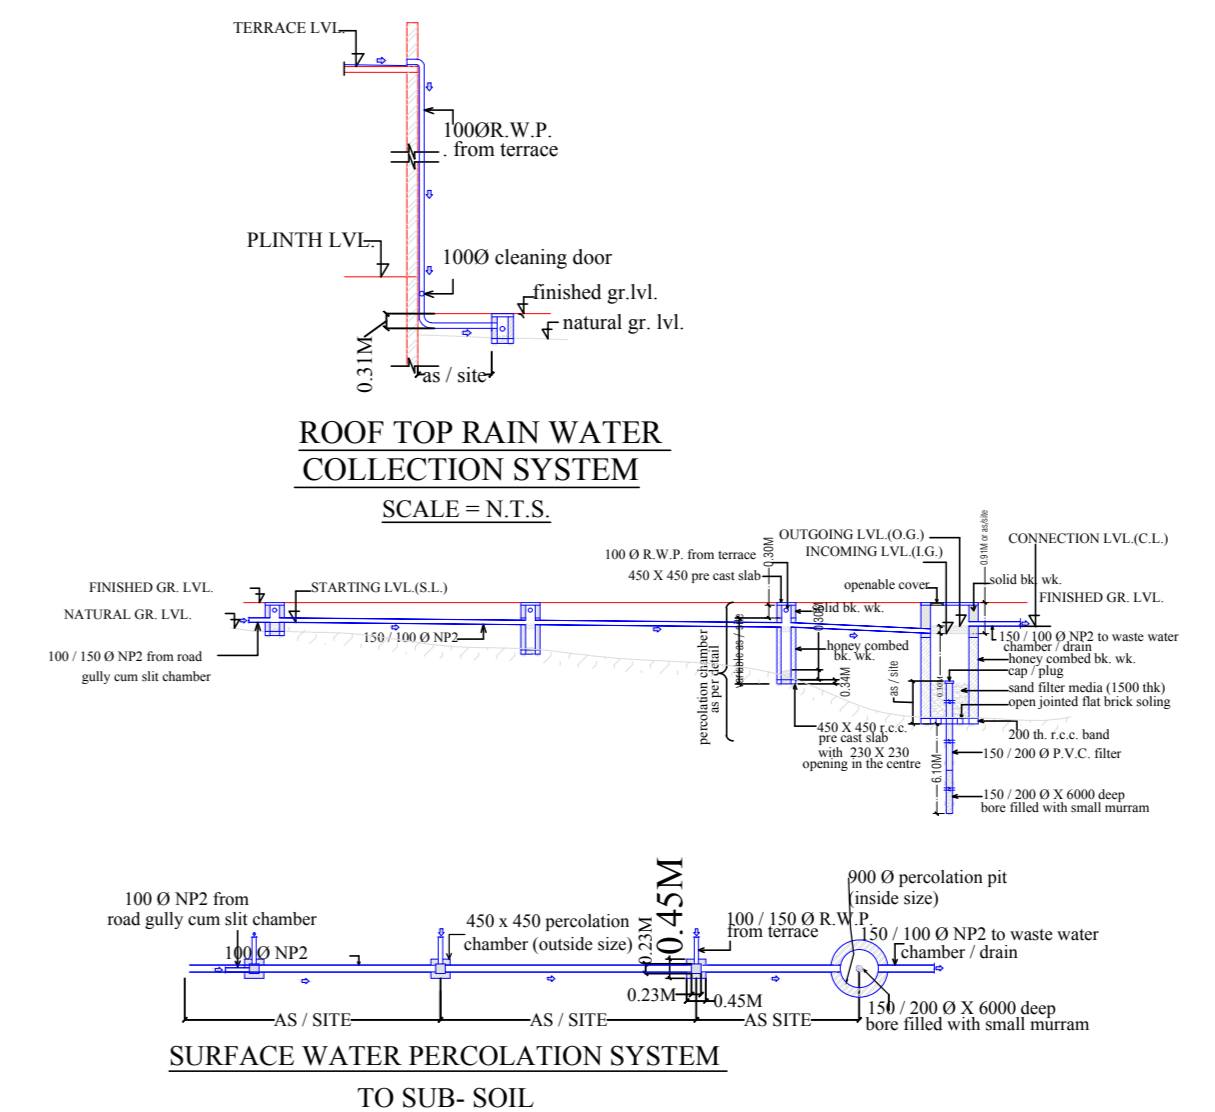 TERRACE LVL.
100ØR.W.P.
. from terrace
PLINTH LVL.
100Ø cleaning door
finished gr.lvl.
natural gr. lvl.
0.31M
as / site
ROOF TOP RAIN WATER
COLLECTION SYSTEM
SCALE = N.T.S.
OUTGOING LVL.(O.G.)
INCOMING LVL.(I.G.)
0.91M or as/site
CONNECTION LVL.(C.L.)
100 Ø R.W.P. from terrace
0.30M
450 X 450 pre cast slab
openable cover
solid bk. wk.
FINISHED GR. LVL.
STARTING LVL.(S.L.)
FINISHED GR. LVL.
NATURAL GR. LVL.
solid bk. wk.
0.30M
150 / 100 Ø NP2
150 / 100 Ø NP2 to waste water
chamber / drain
100 / 150 Ø NP2 from road
gully cum slit chamber
percolation chamber
as per detail
variable as / site
honey combed
bk. wk.
honey combed bk. wk.
cap / plug
0.34M
as / site
sand filter media (1500 thk)
open jointed flat brick soling
450 X 450 r.c.c.
pre cast slab
with 230 X 230
opening in the centre
200 th. r.c.c. band
150 / 200 Ø P.V.C. filter
6.10M
150 / 200 Ø X 6000 deep
bore filled with small murram
100 Ø NP2 from
road gully cum slit chamber
100 Ø NP2
450 x 450 percolation
chamber (outside size)
0.23M
0.45M
100 / 150 Ø R.W.P.
from terrace
900 Ø percolation pit
(inside size)
150 / 100 Ø NP2 to waste water
chamber / drain
0.23M
0.45M
150 / 200 Ø X 6000 deep
bore filled with small murram
AS / SITE
AS / SITE
AS SITE
SURFACE WATER PERCOLATION SYSTEM
TO SUB- SOIL